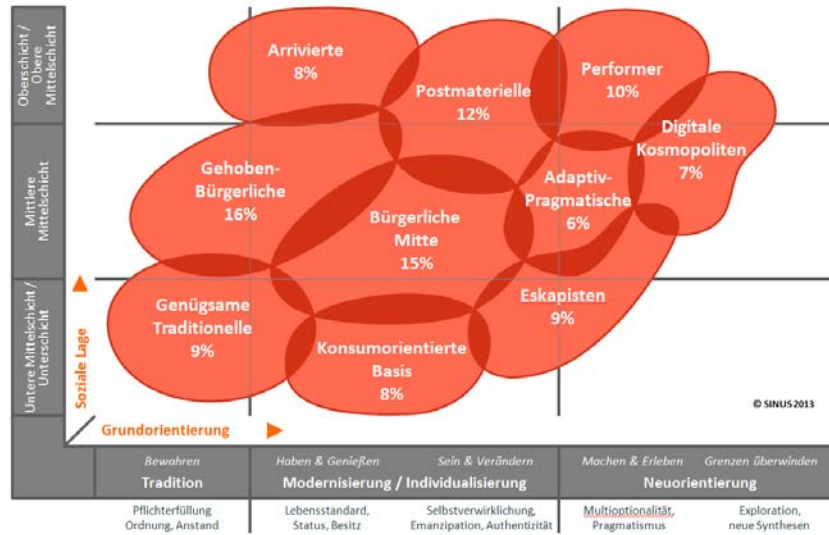 Oberschicht /
Obere
Mittelschicht
Mittlere
Mittelschicht
Untere Mittelschicht /
Unterschicht
Soziale Lage
Arrivierte
8%
Postmaterielle
12%
Performer
10%
Digitale
Kosmopoliten
7%
Gehoben-
Bürgerliche
16%
Adaptiv-
Pragmatische
6%
Bürgerliche
Mitte
15%
Genügsame
Traditionelle
9%
Eskapisten
9%
Konsumorientierte
Basis
8%
© SINUS 2013
Grundorientierung
Bewahren
Tradition
Haben & Genießen
Sein & Verändern
Modernisierung / Individualisierung
Machen & Erleben
Grenzen überwinden
Neuorientierung
Pflichterfüllung
Ordnung, Anstand
Lebensstandard,
Status, Besitz
Selbstverwirklichung,
Emanzipation, Authentizität
Multioptionalität,
Pragmatismus
Exploration,
neue Synthesen